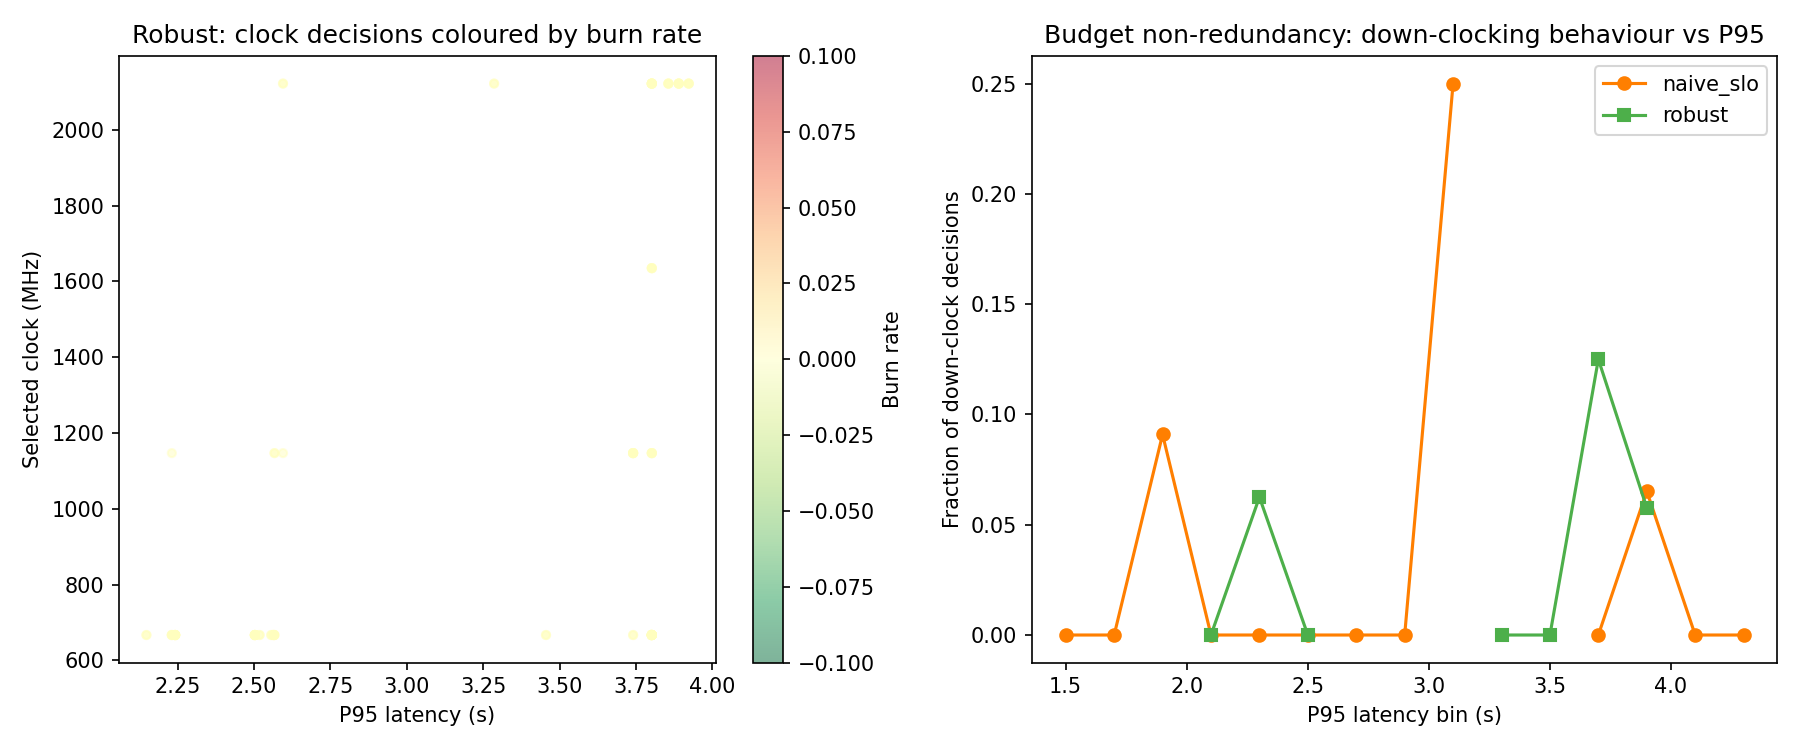 Robust: clock decisions coloured by burn rate
Selected clock (MHz)
2000
1800
1600
1400
1200
1000
800
600
2.25 2.50 2.75 3.00 3.25 3.50 3.75 4.00
P95 latency (s)
0.100
0.075
0.050
0.025
0.000
−0.025
−0.050
−0.075
−0.100
Burn rate
Budget non-redundancy: down-clocking behaviour vs P95
naive_slo
robust
Fraction of down-clock decisions
0.25
0.20
0.15
0.10
0.05
0.00
1.5 2.0 2.5 3.0 3.5 4.0
P95 latency bin (s)